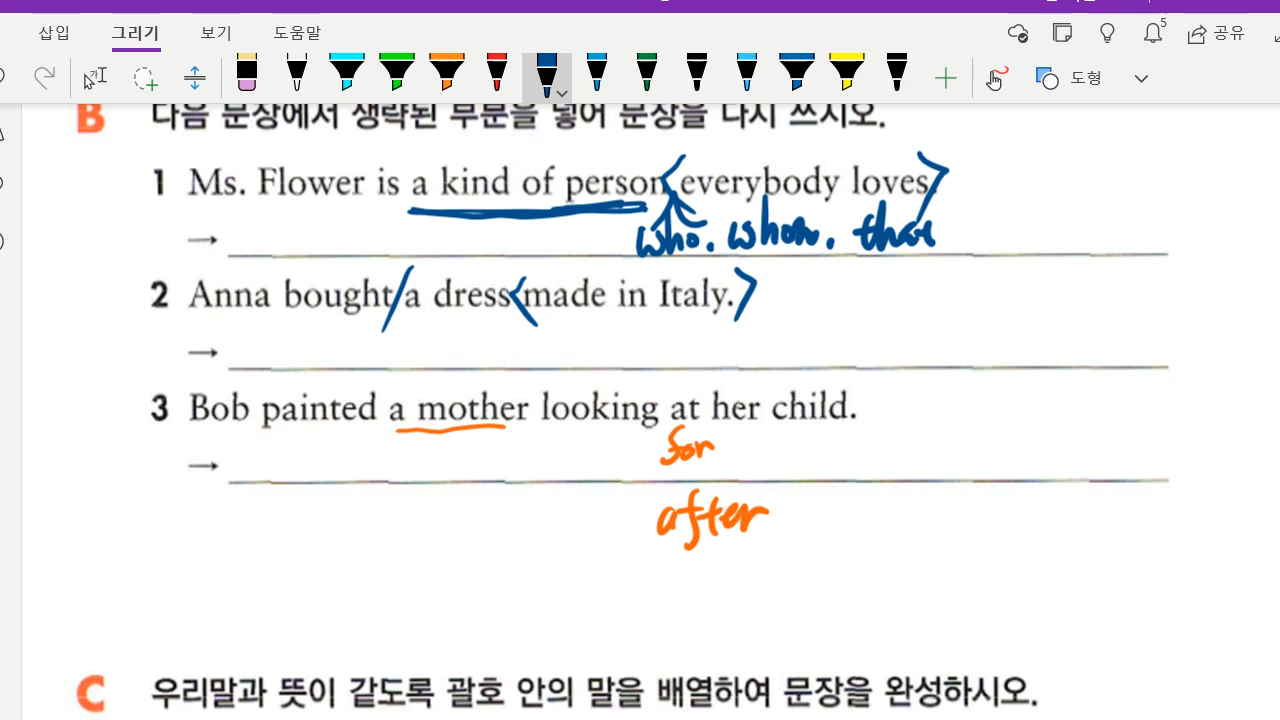 삽입 그리기 보기 도움말 5 공유
가 도형
B 다음 문장에서 생략된 부분을 넣어 문장을 다시 쓰시오.
1 Ms. Flower is a kind of person everybody loves.
→ who. whom. that
2 Anna bought/a dress made in Italy.
→
3 Bob painted a mother looking at her child.
for
→
after
C 우리말과 뜻이 같도록 괄호 안의 말을 배열하여 문장을 완성하시오.